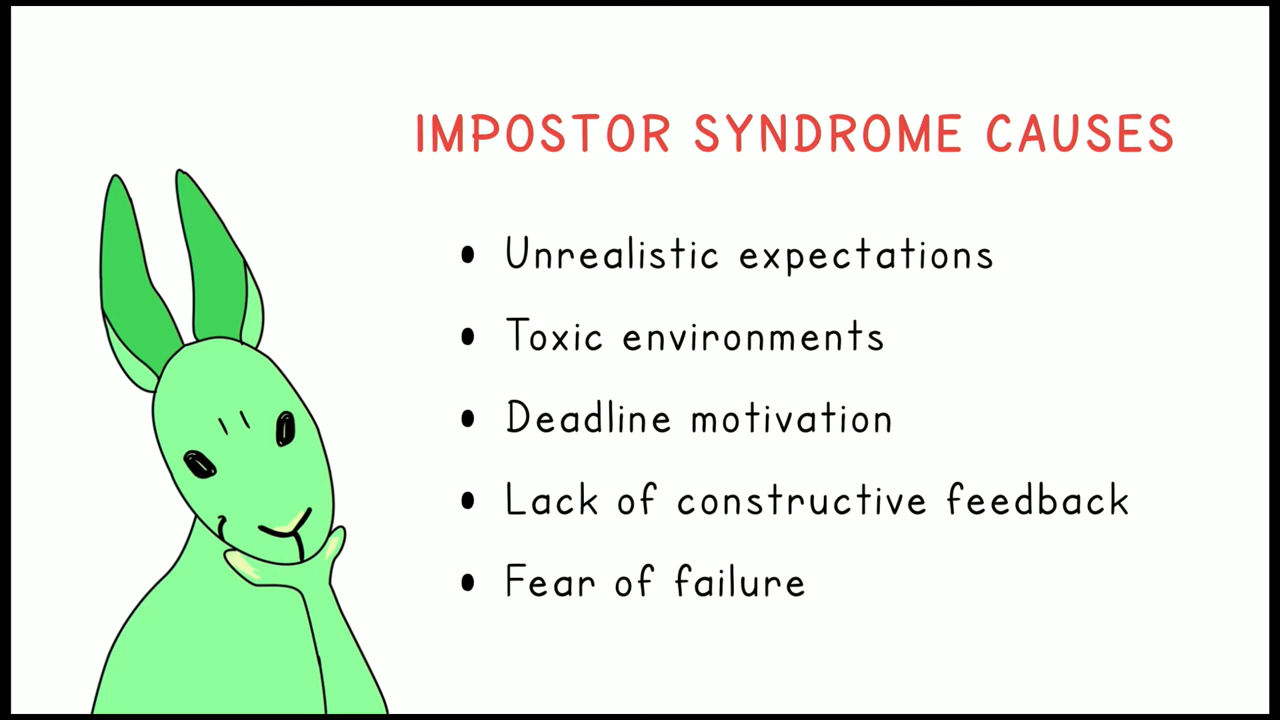 IMPOSTOR SYNDROME CAUSES
• Unrealistic expectations
• Toxic environments
• Deadline motivation
• Lack of constructive feedback
• Fear of failure